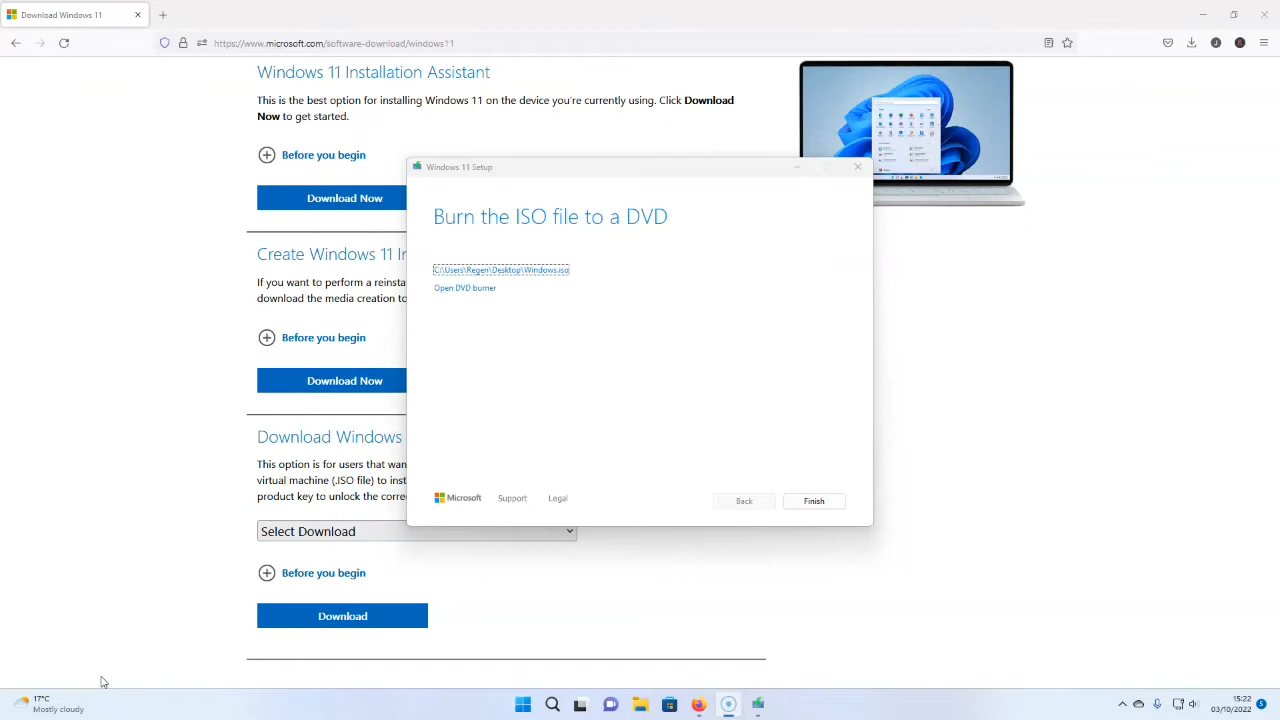 Download Windows 11
https://www.microsoft.com/software-download/windows11
Windows 11 Installation Assistant
This is the best option for installing Windows 11 on the device you're currently using. Click Download
Now to get started.
Before you begin
Download Now
Create Windows 11 In
If you want to perform a reinsta
download the media creation to
Before you begin
Download Now
Download Windows
This option is for users that wan
virtual machine (.ISO file) to inst
product key to unlock the correc
Select Download
Before you begin
Download
Windows 11 Setup
Burn the ISO file to a DVD
C:\Users\Regen\Desktop\Windows.iso
Open DVD burner
Microsoft
Support
Legal
Back
Finish
17°C
Mostly cloudy
15:22
03/10/2022
5